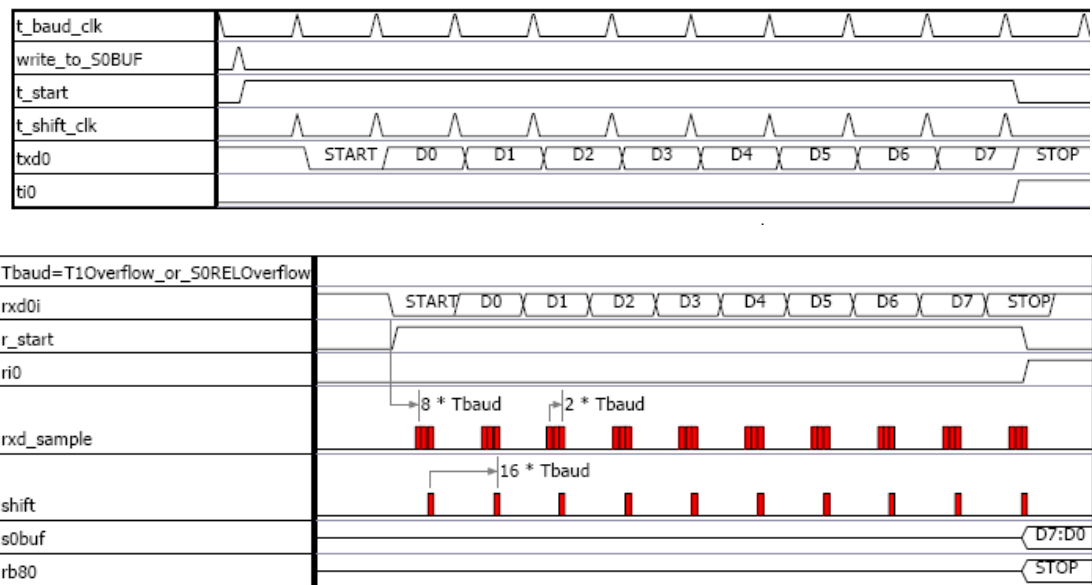 t_baud_clk
write_to_S0BUF
t_start
t_shift_clk
txd0 START D0 D1 D2 D3 D4 D5 D6 D7 STOP
ti0
Tbaud=T1Overflow_or_S0RELOverflow
rxd0i START D0 D1 D2 D3 D4 D5 D6 D7 STOP
r_start
ri0
8 * Tbaud 2 * Tbaud
rxd_sample
16 * Tbaud
shift
s0buf D7:D0
rb80 STOP